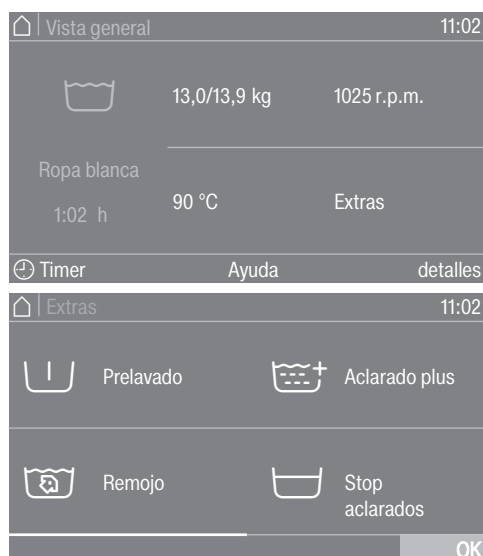 Vista general 11:02
13,0/13,9 kg 1025 r.p.m.
Ropa blanca
1:02 h
90 °C Extras
Timer Ayuda detalles
Extras 11:02
Prelavado Aclarado plus
Remojo Stop
aclarados
OK